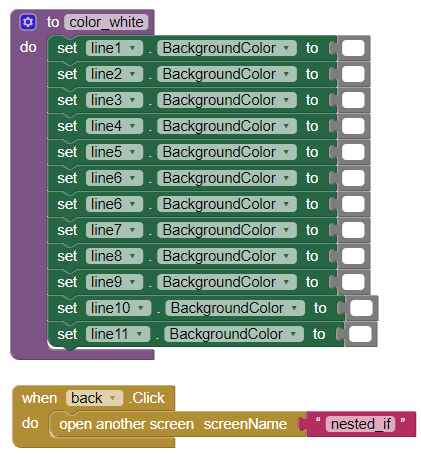 to color_white
do set line1 . BackgroundColor to
set line2 . BackgroundColor to
set line3 . BackgroundColor to
set line4 . BackgroundColor to
set line5 . BackgroundColor to
set line6 . BackgroundColor to
set line6 . BackgroundColor to
set line7 . BackgroundColor to
set line8 . BackgroundColor to
set line9 . BackgroundColor to
set line10 . BackgroundColor to
set line11 . BackgroundColor to
when back .Click
do open another screen screenName “ nested_if ”